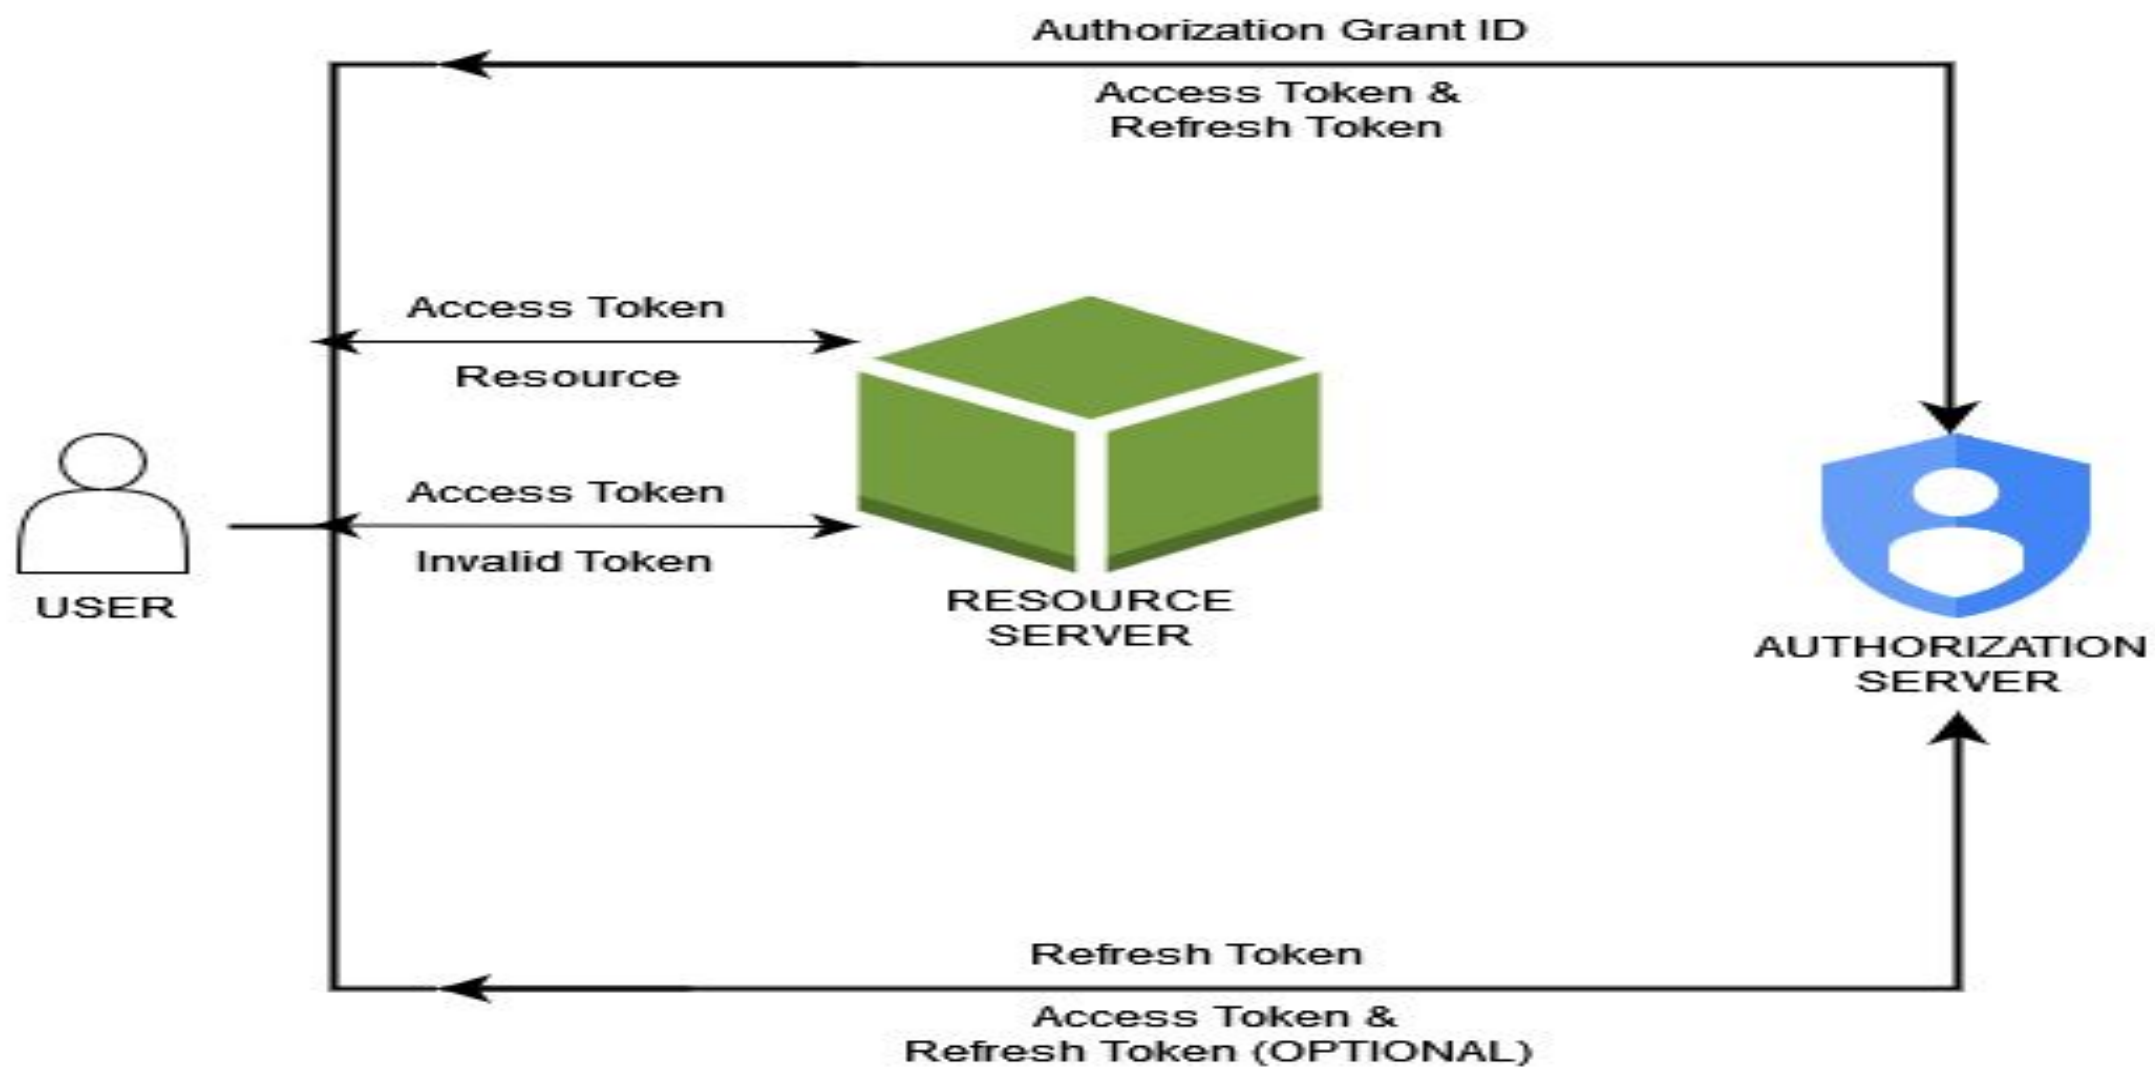 Authorization Grant ID
Access Token &
Refresh Token
Access Token
Resource
Access Token
Invalid Token
USER
RESOURCE
SERVER
AUTHORIZATION
SERVER
Refresh Token
Access Token &
Refresh Token (OPTIONAL)